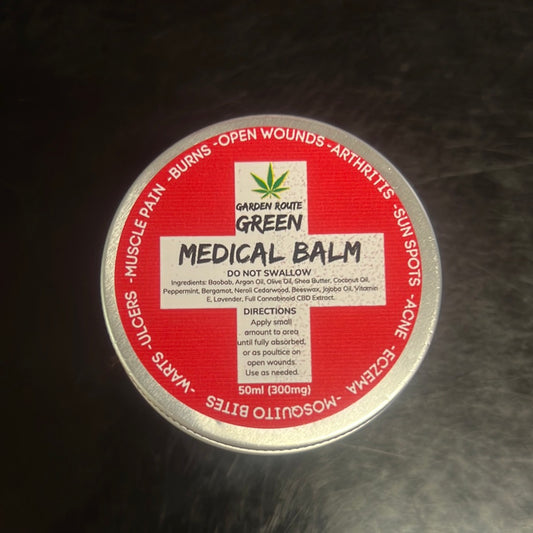 -MUSCLE PAIN -BURNS -OPEN WOUNDS -ARTHRITIS -SUN SPOTS -ACNE -ECZEMA -MOSQUITO BITES -WARTS -ULCERS
GARDEN ROUTE
GREEN
MEDICAL BALM
DO NOT SWALLOW
Ingredients: Baobab, Argan Oil, Olive Oil, Shea Butter, Coconut Oil,
Peppermint, Bergamot, Neroli Cedarwood, Beeswax, Jojoba Oil, Vitamin
E, Lavender, Full Cannabinoid CBD Extract.
DIRECTIONS
Apply small
amount to area
until fully absorbed,
or as poultice on
open wounds.
Use as needed.
50ml (300mg)